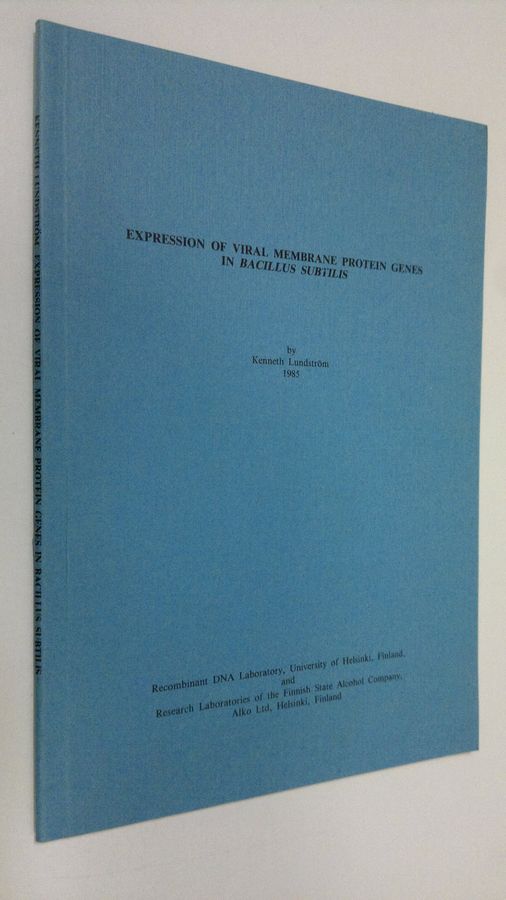 EXPRESSION OF VIRAL MEMBRANE PROTEIN GENES
IN BACILLUS SUBTILIS
by
Kenneth Lundström
1985
Recombinant DNA Laboratory, University of Helsinki, Finland,
and
Research Laboratories of the Finnish State Alcohol Company,
Alko Ltd, Helsinki, Finland
KENNETH LUNDSTRÖM, EXPRESSION OF VIRAL MEMBRANE PROTEIN GENES IN BACILLUS SUBTILIS